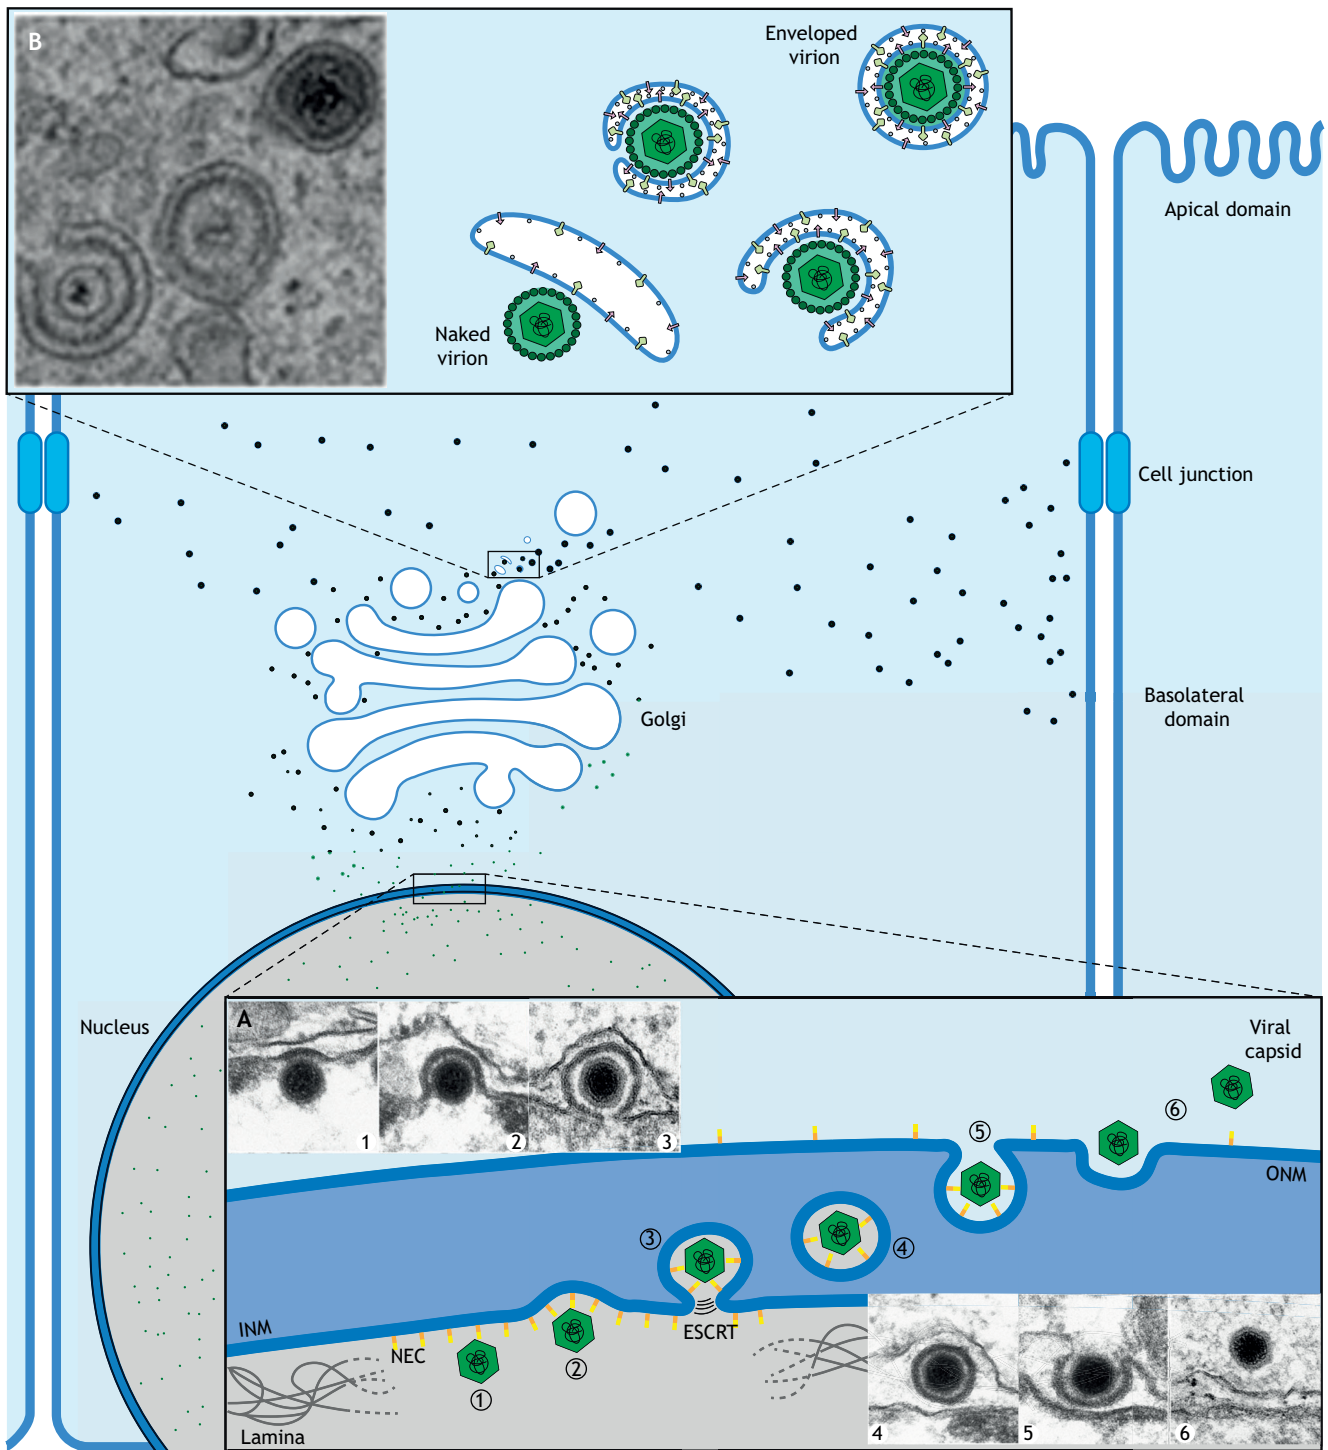 B
Enveloped
virion
Naked
virion
Apical domain
Cell junction
Basolateral
domain
Golgi
Nucleus
A
1
2
3
Viral
capsid
⑥
⑤
ONM
③
④
INM
NEC
ESCRT
①
②
Lamina
4
5
6